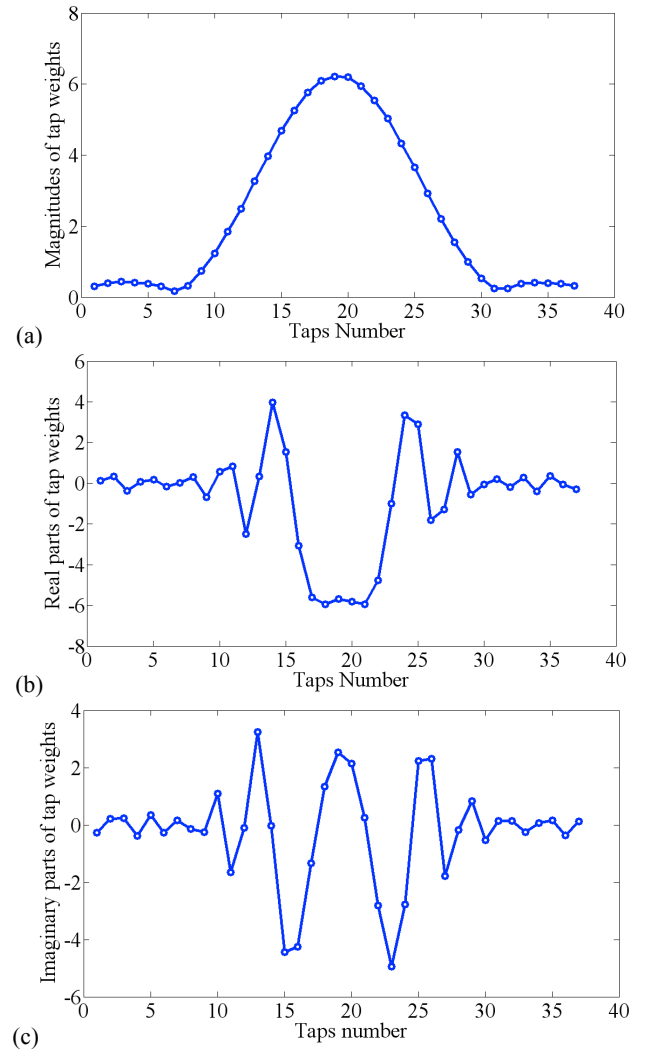 8
6
4
2
0
Magnitudes of tap weights
0 5 10 15 20 25 30 35 40
Taps Number
(a)
6
4
2
0
-2
-4
-6
-8
Real parts of tap weights
0 5 10 15 20 25 30 35 40
Taps Number
(b)
4
2
0
-2
-4
-6
Imaginary parts of tap weights
0 5 10 15 20 25 30 35 40
Taps number
(c)